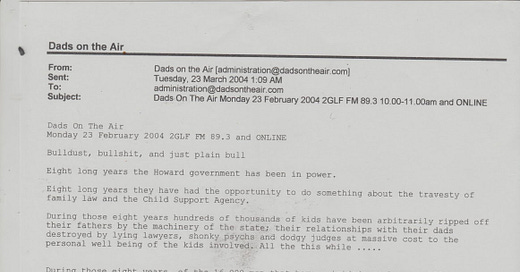 Dads on the Air
From: Dads on the Air [administration@dadsontheair.com]
Sent: Tuesday, 23 March 2004 1:09 AM
To: administration@dadsontheair.com
Subject: Dads On The Air Monday 23 February 2004 2GLF FM 89.3 10.00-11.00am and ONLINE
Dads On The Air
Monday 23 February 2004 2GLF FM 89.3 and ONLINE
Bulldust, bullshit, and just plain bull
Eight long years the Howard government has been in power.
Eight long years they have had the opportunity to do something about the travesty of
family law and the Child Support Agency.
During those eight years hundreds of thousands of kids have been arbitrarily ripped off
their fathers by the machinery of the state; their relationships with their dads
destroyed by lying lawyers, shonky psychs and dodgy judges at massive cost to the
personal well being of the kids involved. All the this while .....
During those eight years, of the